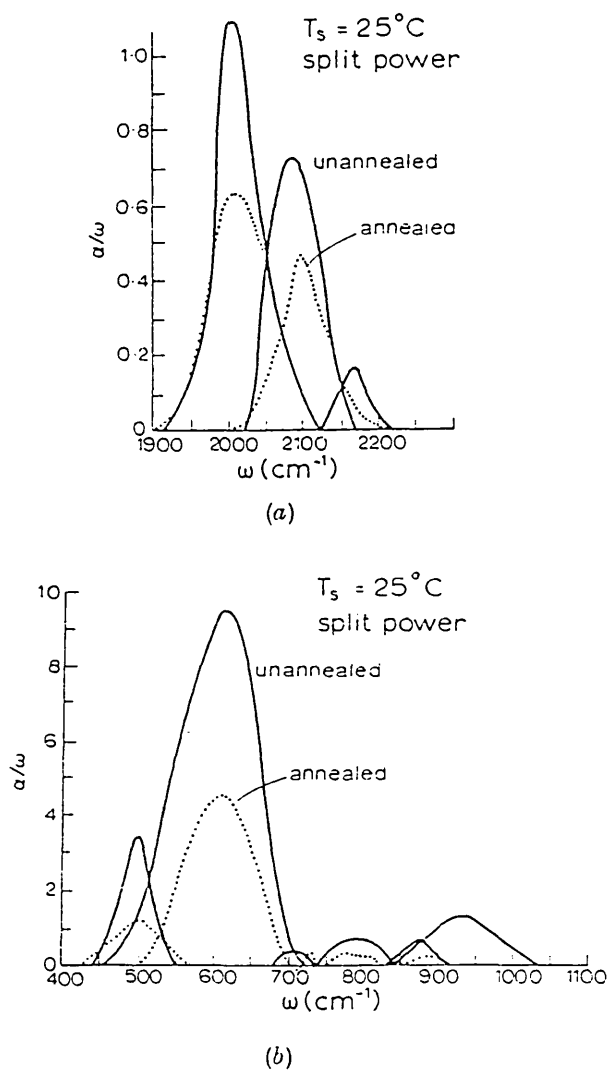 Tₛ = 25°C
split power
1·0
0·8
0·6
0·4
0·2
0
α/ω
unannealed
annealed
1900 2000 2100 2200
ω (cm⁻¹)
(a)
Tₛ = 25°C
split power
10
8
6
4
2
0
α/ω
unannealed
annealed
400 500 600 700 800 900 1000 1100
ω (cm⁻¹)
(b)